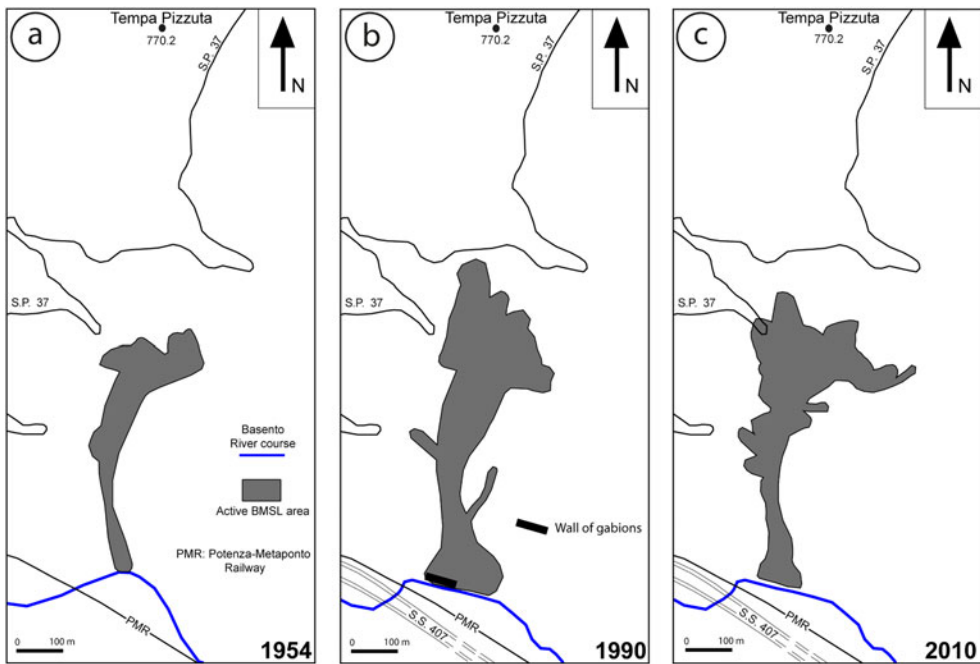 a
Tempa Pizzuta
770.2
S.P. 37
N
S.P. 37
Basento
River course
Active BMSL area
PMR: Potenza-Metaponto
Railway
PMR
0 100 m
1954
b
Tempa Pizzuta
770.2
S.P. 37
N
S.P. 37
Wall of gabions
PMR
S.S. 407
0 100 m
1990
c
Tempa Pizzuta
770.2
S.P. 37
N
S.P. 37
PMR
S.S. 407
0 100 m
2010